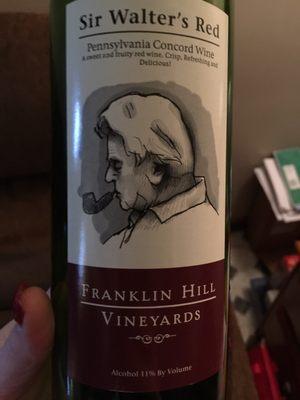 Sir Walter's Red
Pennsylvania Concord Wine
A sweet and fruity red wine. Crisp, Refreshing and
Delicious!
FRANKLIN HILL
VINEYARDS
Alcohol 11% By Volume